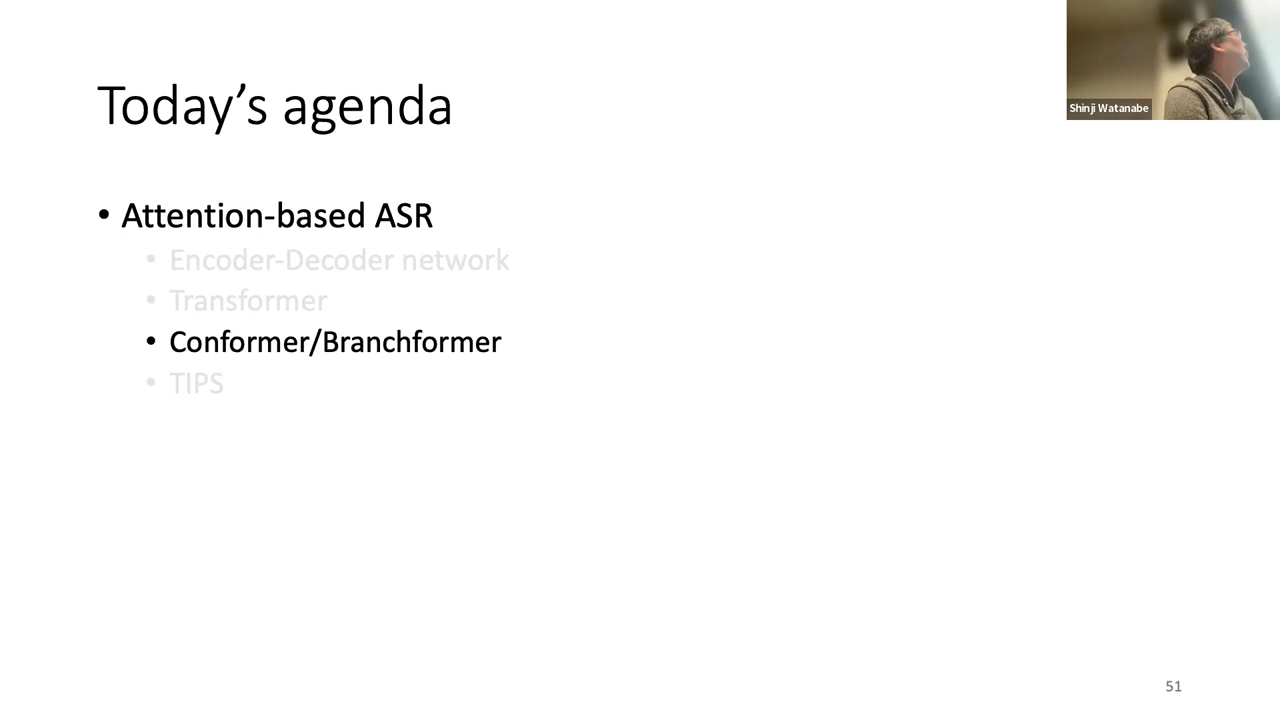 Today's agenda
• Attention-based ASR
• Encoder-Decoder network
• Transformer
• Conformer/Branchformer
• TIPS
Shinji Watanabe
51